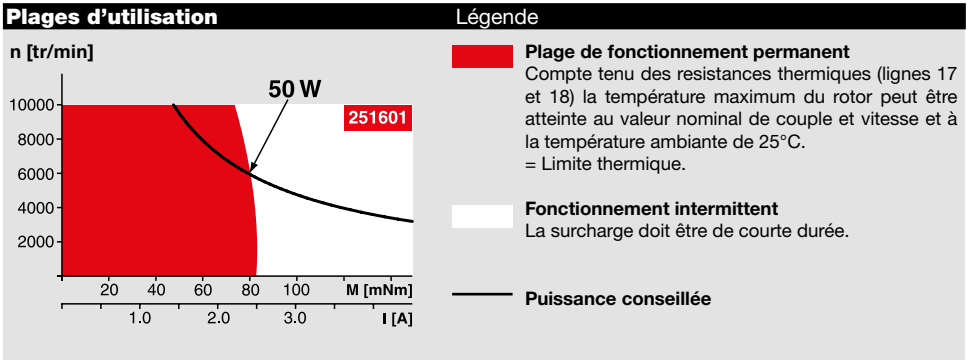 Plages d'utilisation
Légende
n [tr/min]
10000
8000
6000
4000
2000
50 W
251601
20 40 60 80 100 M [mNm]
1.0 2.0 3.0 I [A]
Plage de fonctionnement permanent
Compte tenu des resistances thermiques (lignes 17
et 18) la température maximum du rotor peut être
atteinte au valeur nominal de couple et vitesse et à
la température ambiante de 25°C.
= Limite thermique.
Fonctionnement intermittent
La surcharge doit être de courte durée.
Puissance conseillée